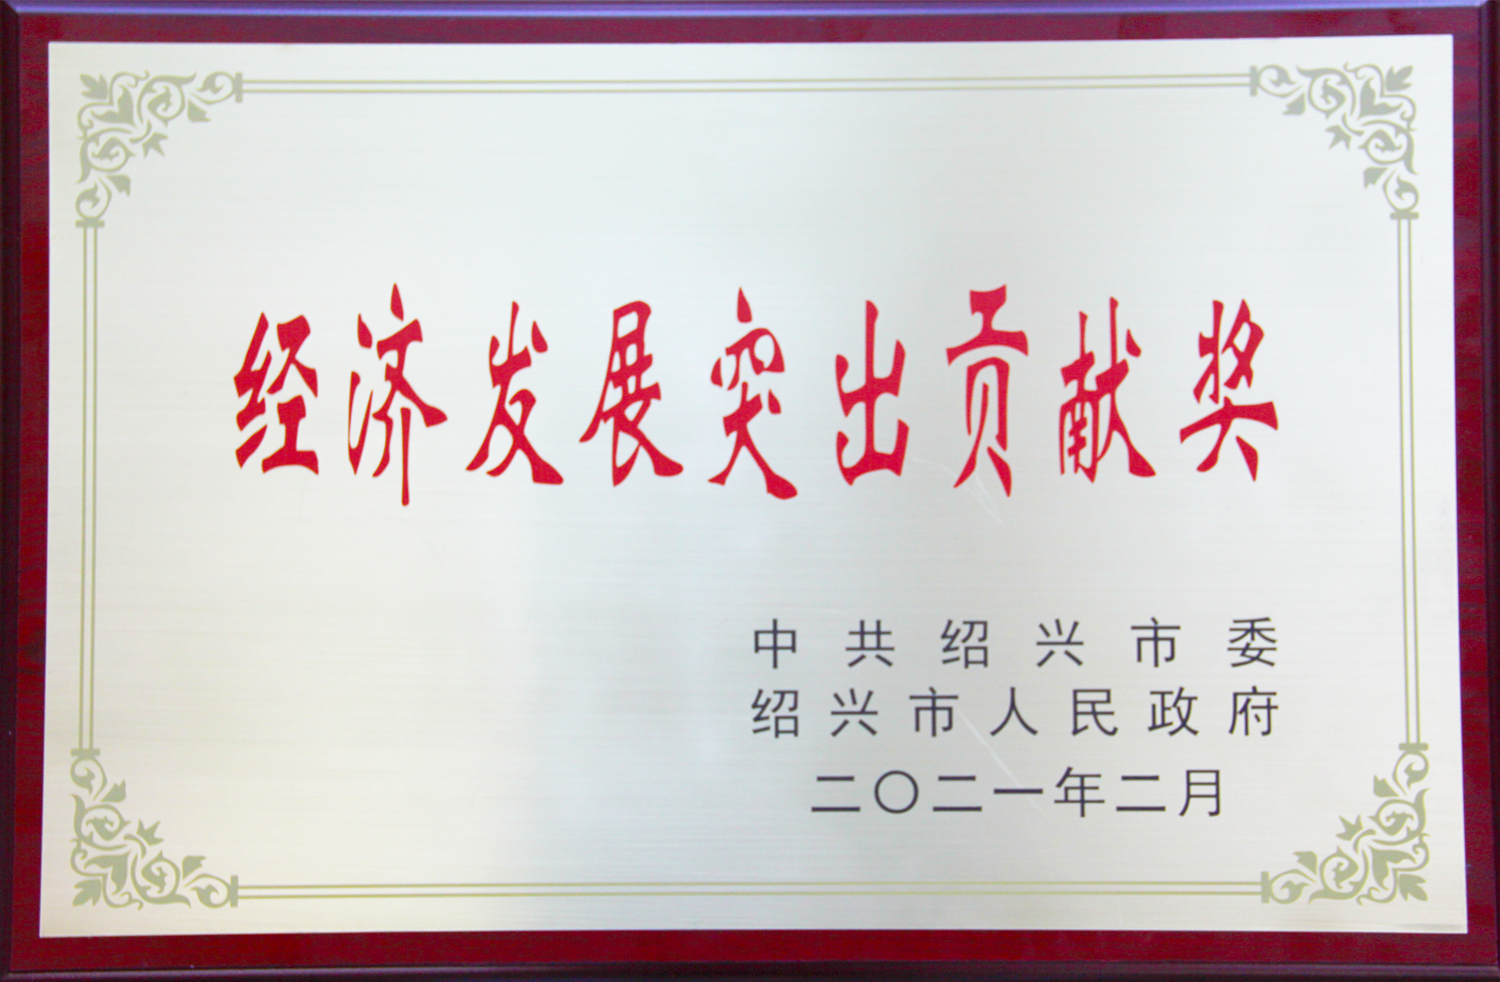 经济发展突出贡献奖
中共绍兴市委
绍兴市人民政府
二〇二一年二月